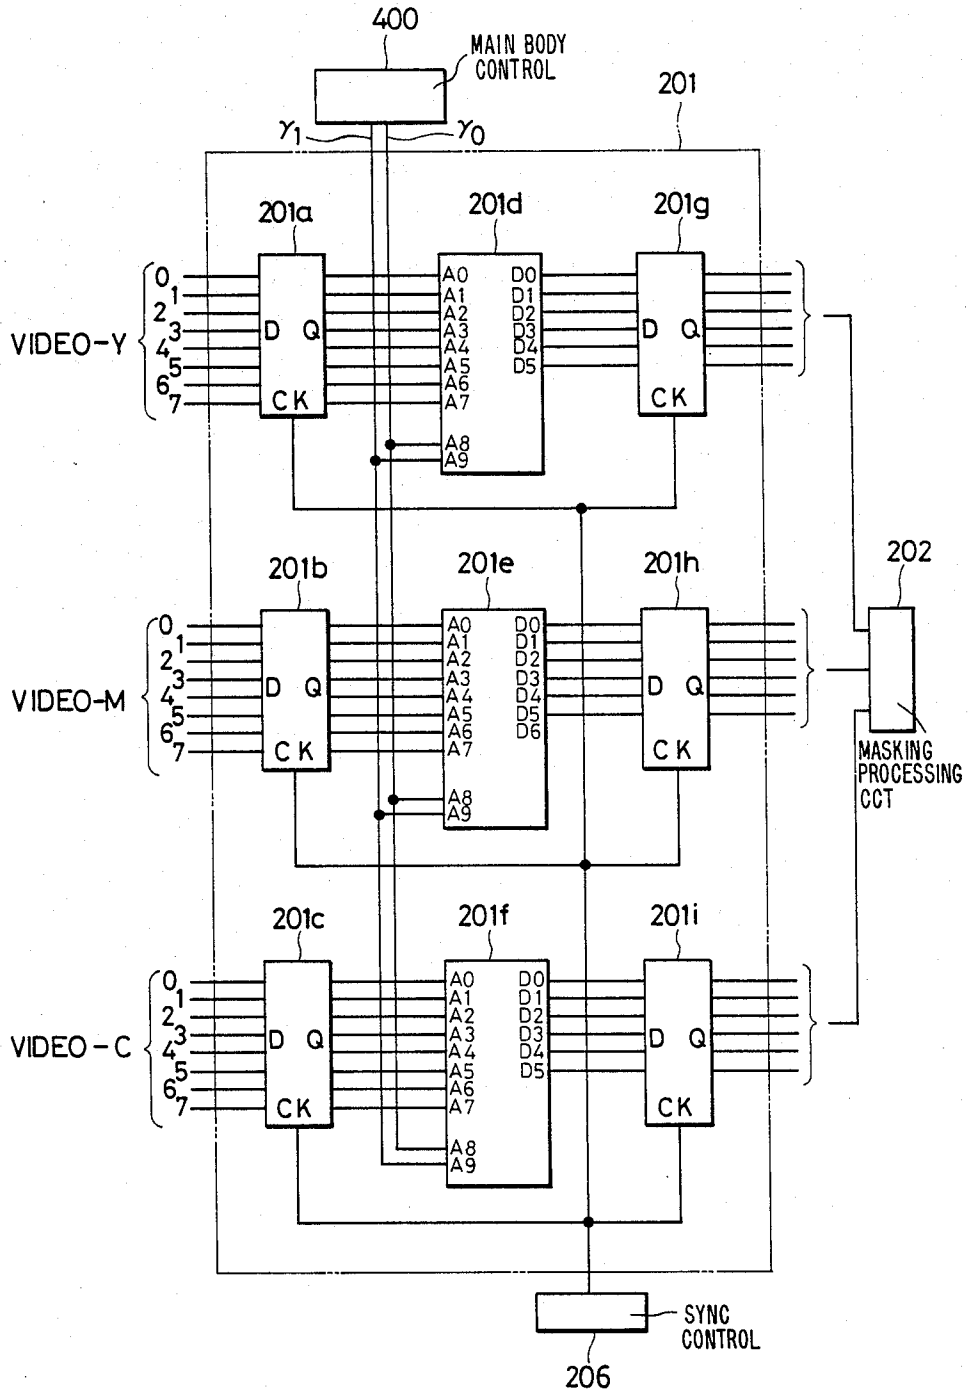 400
MAIN BODY
CONTROL
γ1
γ0
201
201a
201d
201g
VIDEO-Y
0
1
2
3
4
5
6
7
D Q
CK
A0
A1
A2
A3
A4
A5
A6
A7
A8
A9
D0
D1
D2
D3
D4
D5
D Q
CK
201b
201e
201h
202
VIDEO-M
0
1
2
3
4
5
6
7
D Q
CK
A0
A1
A2
A3
A4
A5
A6
A7
A8
A9
D0
D1
D2
D3
D4
D5
D6
D Q
CK
MASKING
PROCESSING
CCT
201c
201f
201i
VIDEO-C
0
1
2
3
4
5
6
7
D Q
CK
A0
A1
A2
A3
A4
A5
A6
A7
A8
A9
D0
D1
D2
D3
D4
D5
D Q
CK
SYNC
CONTROL
206